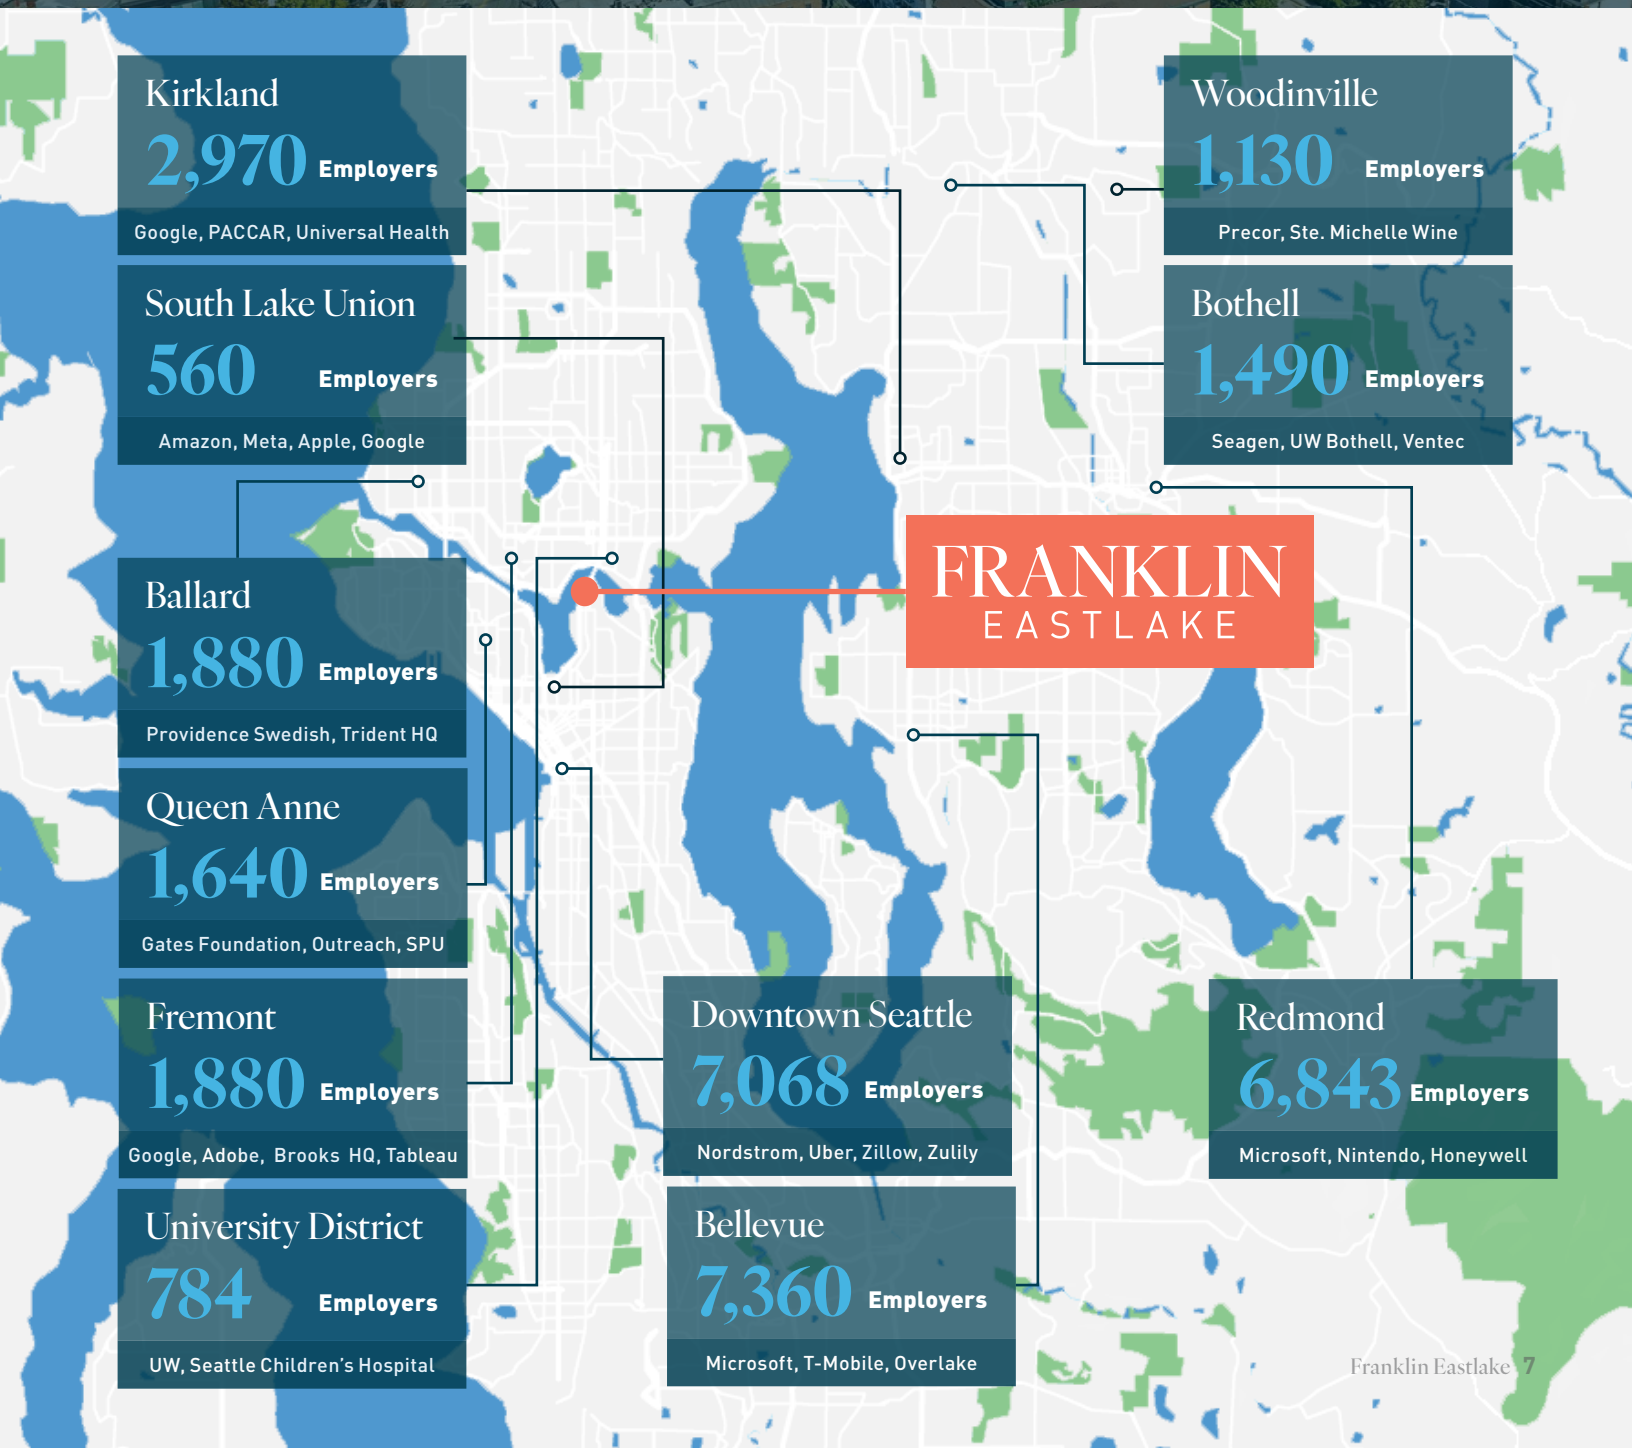 Kirkland
2,970 Employers
Google, PACCAR, Universal Health
South Lake Union
560 Employers
Amazon, Meta, Apple, Google
Woodinville
1,130 Employers
Precor, Ste. Michelle Wine
Bothell
1,490 Employers
Seagen, UW Bothell, Ventec
FRANKLIN
EASTLAKE
Ballard
1,880 Employers
Providence Swedish, Trident HQ
Queen Anne
1,640 Employers
Gates Foundation, Outreach, SPU
Fremont
1,880 Employers
Google, Adobe, Brooks HQ, Tableau
University District
784 Employers
UW, Seattle Children's Hospital
Downtown Seattle
7,068 Employers
Nordstrom, Uber, Zillow, Zulily
Bellevue
7,360 Employers
Microsoft, T-Mobile, Overlake
Redmond
6,843 Employers
Microsoft, Nintendo, Honeywell
Franklin Eastlake 7